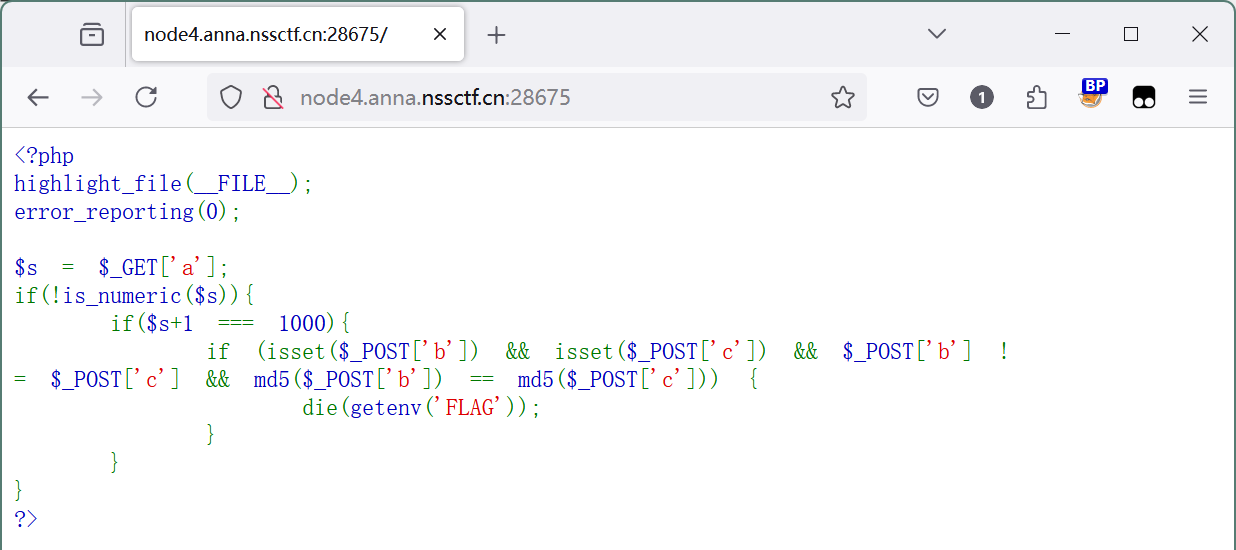 node4.anna.nssctf.cn:28675/
node4.anna.nssctf.cn:28675
1
BP
<?php
highlight_file(__FILE__);
error_reporting(0);
$s  =  $_GET['a'];
if(!is_numeric($s)){
        if($s+1  ===  1000){
                if  (isset($_POST['b'])  &&  isset($_POST['c'])  &&  $_POST['b']  !
=  $_POST['c']  &&  md5($_POST['b'])  ==  md5($_POST['c']))  {
                        die(getenv('FLAG'));
                }
        }
}
?>